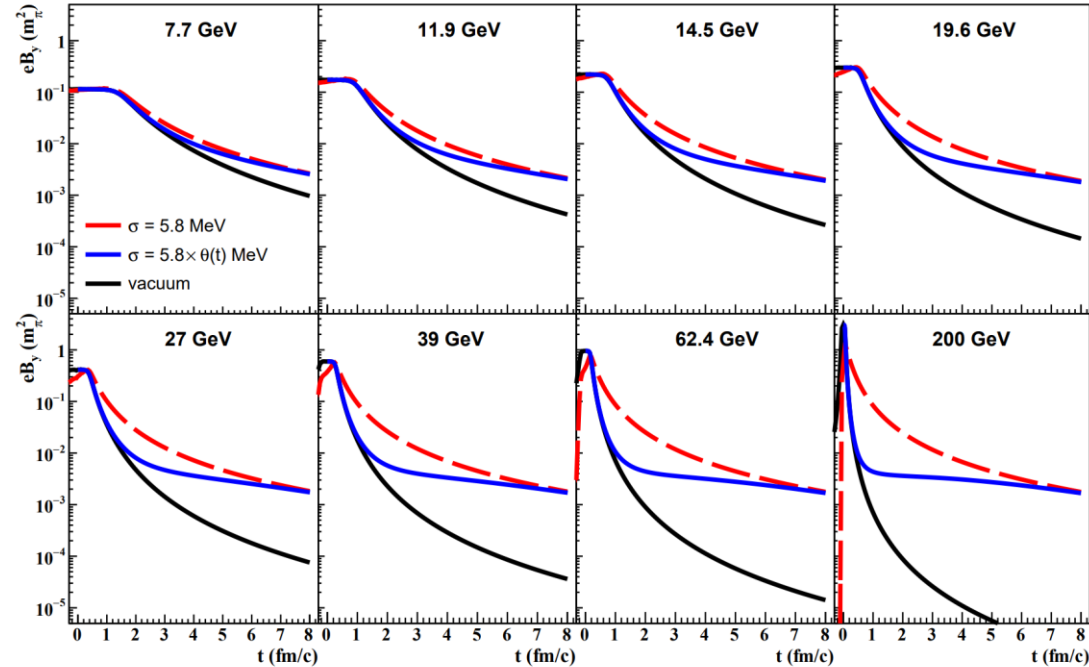 7.7 GeV 11.9 GeV 14.5 GeV 19.6 GeV
eB_y (m_π^2)
1
10^-1
10^-2
10^-3
10^-4
10^-5
σ = 5.8 MeV
σ = 5.8× θ(t) MeV
vacuum
27 GeV 39 GeV 62.4 GeV 200 GeV
eB_y (m_π^2)
1
10^-1
10^-2
10^-3
10^-4
10^-5
0 1 2 3 4 5 6 7 8 0 1 2 3 4 5 6 7 8 0 1 2 3 4 5 6 7 8 0 1 2 3 4 5 6 7 8
t (fm/c) t (fm/c) t (fm/c) t (fm/c)